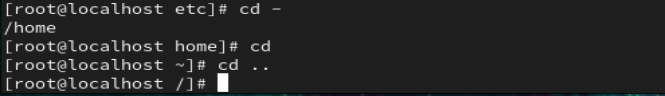 [root@localhost etc]# cd -
/home
[root@localhost home]# cd
[root@localhost ~]# cd ..
[root@localhost /]#